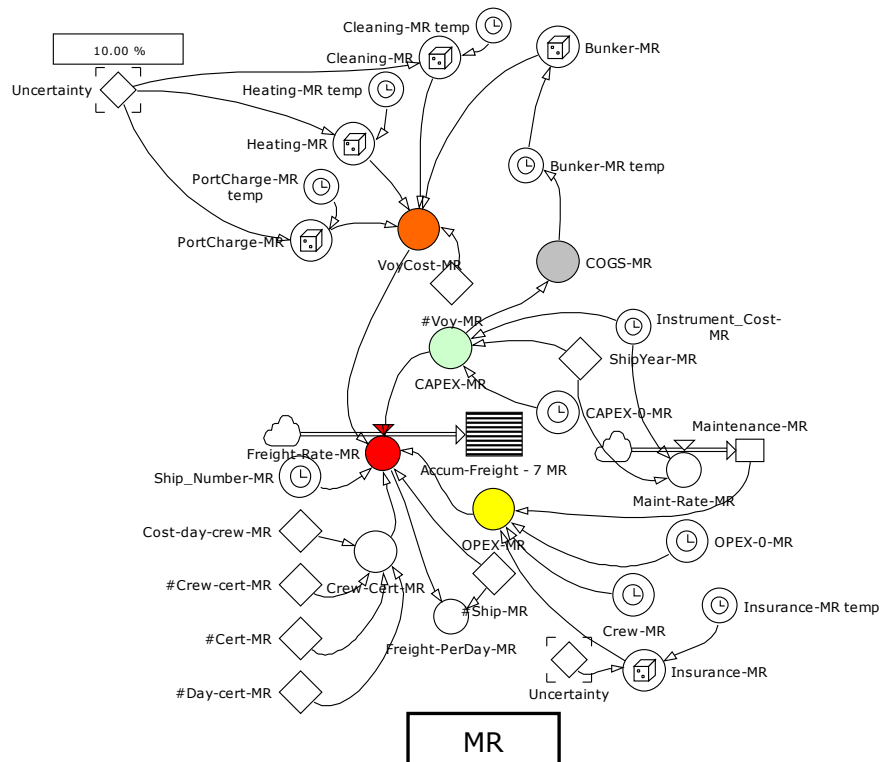 Cleaning-MR temp
10.00 %
Cleaning-MR
Bunker-MR
Uncertainty
Heating-MR temp
Heating-MR
Bunker-MR temp
PortCharge-MR
temp
PortCharge-MR
VoyCost-MR
COGS-MR
#Voy-MR
Instrument_Cost-
MR
ShipYear-MR
CAPEX-MR
CAPEX-0-MR
Maintenance-MR
Freight-Rate-MR
Accum-Freight - 7 MR
Ship_Number-MR
Maint-Rate-MR
Cost-day-crew-MR
OPEX-MR
OPEX-0-MR
#Crew-cert-MR
Crew-Cert-MR
#Ship-MR
Crew-MR
Insurance-MR temp
#Cert-MR
Freight-PerDay-MR
#Day-cert-MR
Uncertainty
Insurance-MR
MR